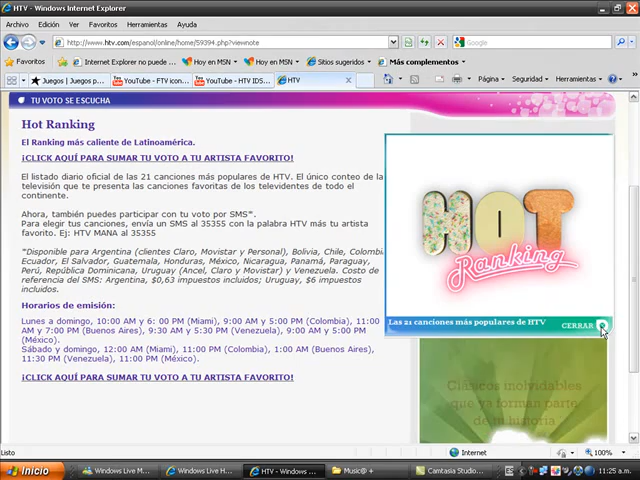 HTV - Windows Internet Explorer
Archivo Edición Ver Favoritos Herramientas Ayuda
http://www.htv.com/espanol/online/home/59394.php?viewnote
Google
Favoritos Internet Explorer no puede ... Hoy en MSN Hoy en MSN Sitios sugeridos Más complementos
Juegos | Juegos p... YouTube - FTV icon... YouTube - HTV IDS... HTV
Página Seguridad Herramientas
TU VOTO SE ESCUCHA
Hot Ranking
El Ranking más caliente de Latinoamérica.
¡CLICK AQUÍ PARA SUMAR TU VOTO A TU ARTISTA FAVORITO!
El listado diario oficial de las 21 canciones más populares de HTV. El único conteo de la
televisión que te presenta las canciones favoritas de los televidentes de todo el
continente.
Ahora, también puedes participar con tu voto por SMS*.
Para elegir tus canciones, envía un SMS al 35355 con la palabra HTV más tu artista
favorito. Ej: HTV MANA al 35355
*Disponible para Argentina (clientes Claro, Movistar y Personal), Bolivia, Chile, Colombi
Ecuador, El Salvador, Guatemala, Honduras, México, Nicaragua, Panamá, Paraguay,
Perú, República Dominicana, Uruguay (Ancel, Claro y Movistar) y Venezuela. Costo de
referencia del SMS: Argentina, $0,63 impuestos incluidos; Uruguay, $6 impuestos
incluidos.
Horarios de emisión:
Lunes a domingo, 10:00 AM y 6: 00 PM (Miami), 9:00 AM y 5:00 PM (Colombia), 11:00
AM y 7:00 PM (Buenos Aires), 9:30 AM y 5:30 PM (Venezuela), 9:00 AM y 5:00 PM
(México).
Sábado y domingo, 12:00 AM (Miami), 11:00 PM (Colombia), 1:00 AM (Buenos Aires),
11:30 PM (Venezuela), 11:00 PM (México).
¡CLICK AQUÍ PARA SUMAR TU VOTO A TU ARTISTA FAVORITO!
HOT
Ranking
Las 21 canciones más populares de HTV
CERRAR
Clásicos inolvidables
que ya forman parte
de tu historia
Listo Internet 100%
Inicio Windows Live M... Windows Live H... HTV - Windows ... Music@ + Camtasia Studio... ES 11:25 a.m.